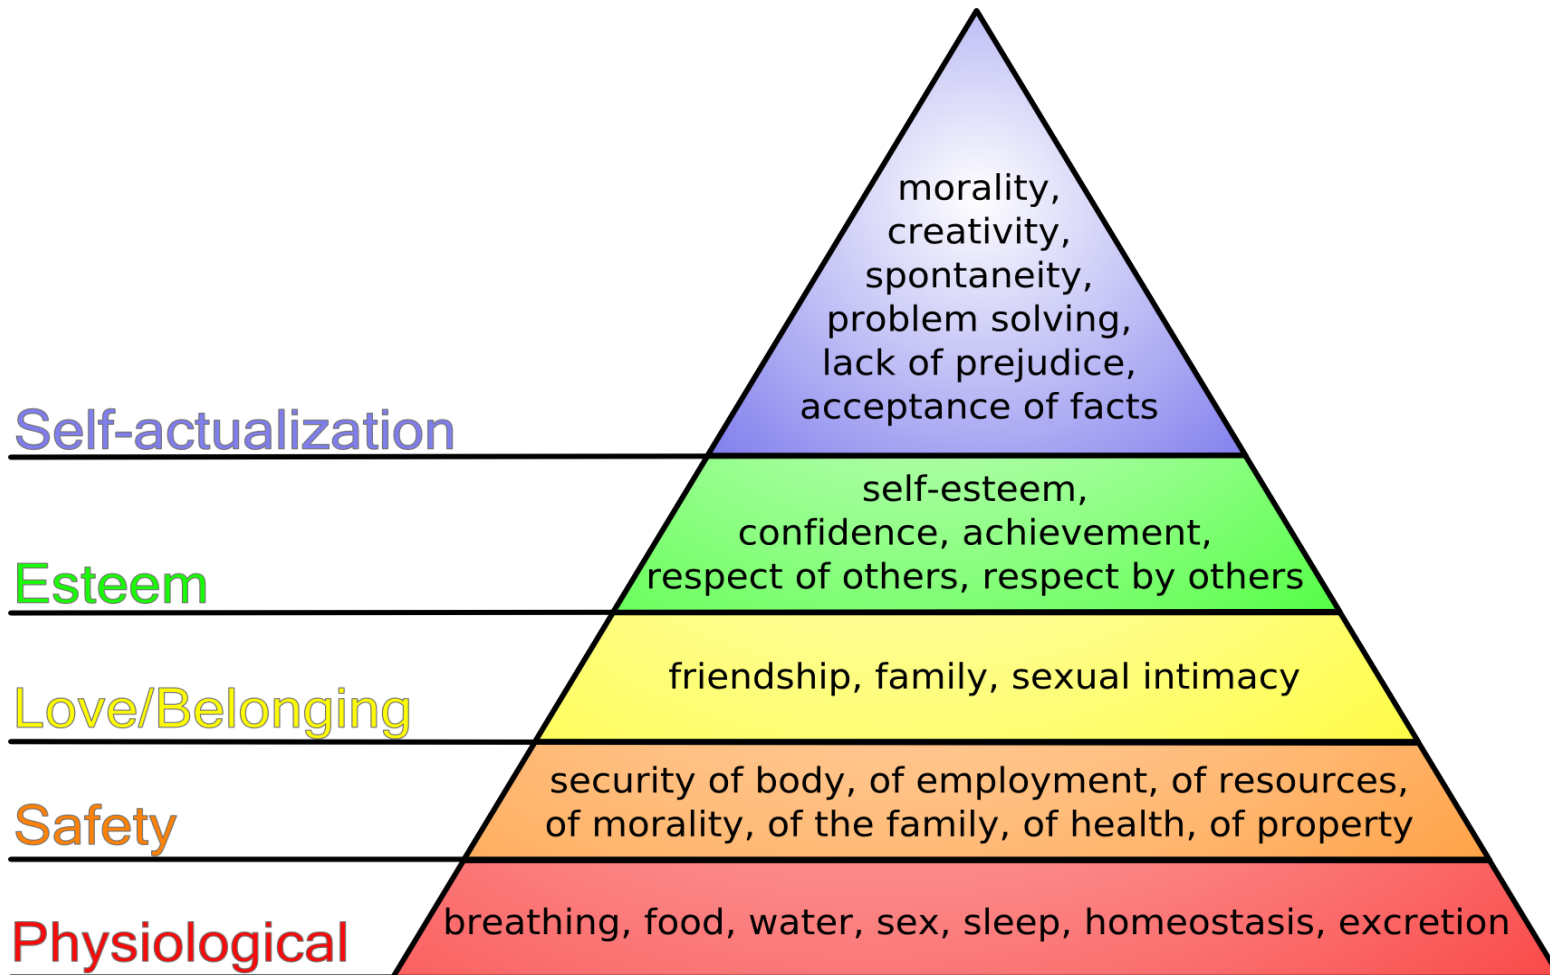 morality,
creativity,
spontaneity,
problem solving,
lack of prejudice,
acceptance of facts
Self-actualization
self-esteem,
confidence, achievement,
respect of others, respect by others
Esteem
friendship, family, sexual intimacy
Love/Belonging
security of body, of employment, of resources,
of morality, of the family, of health, of property
Safety
breathing, food, water, sex, sleep, homeostasis, excretion
Physiological